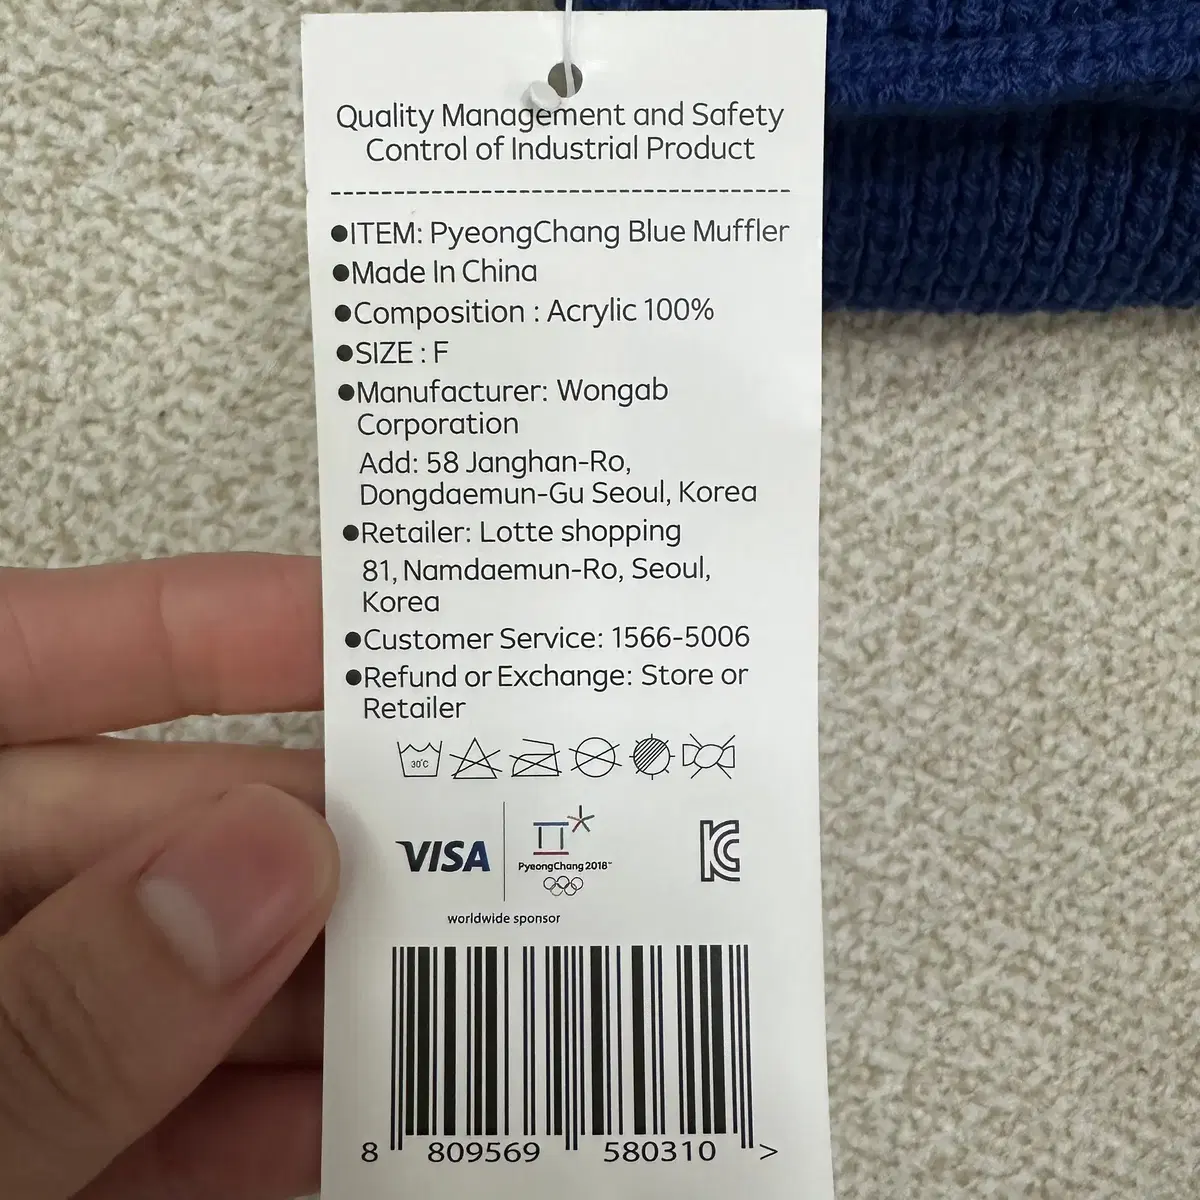 Quality Management and Safety
Control of Industrial Product
●ITEM: PyeongChang Blue Muffler
●Made In China
●Composition : Acrylic 100%
●SIZE : F
●Manufacturer: Wongab
Corporation
Add: 58 Janghan-Ro,
Dongdaemun-Gu Seoul, Korea
●Retailer: Lotte shopping
81, Namdaemun-Ro, Seoul,
Korea
●Customer Service: 1566-5006
●Refund or Exchange: Store or
Retailer
30°C
VISA
PyeongChang 2018™
KC
worldwide sponsor
8 809569 580310 >